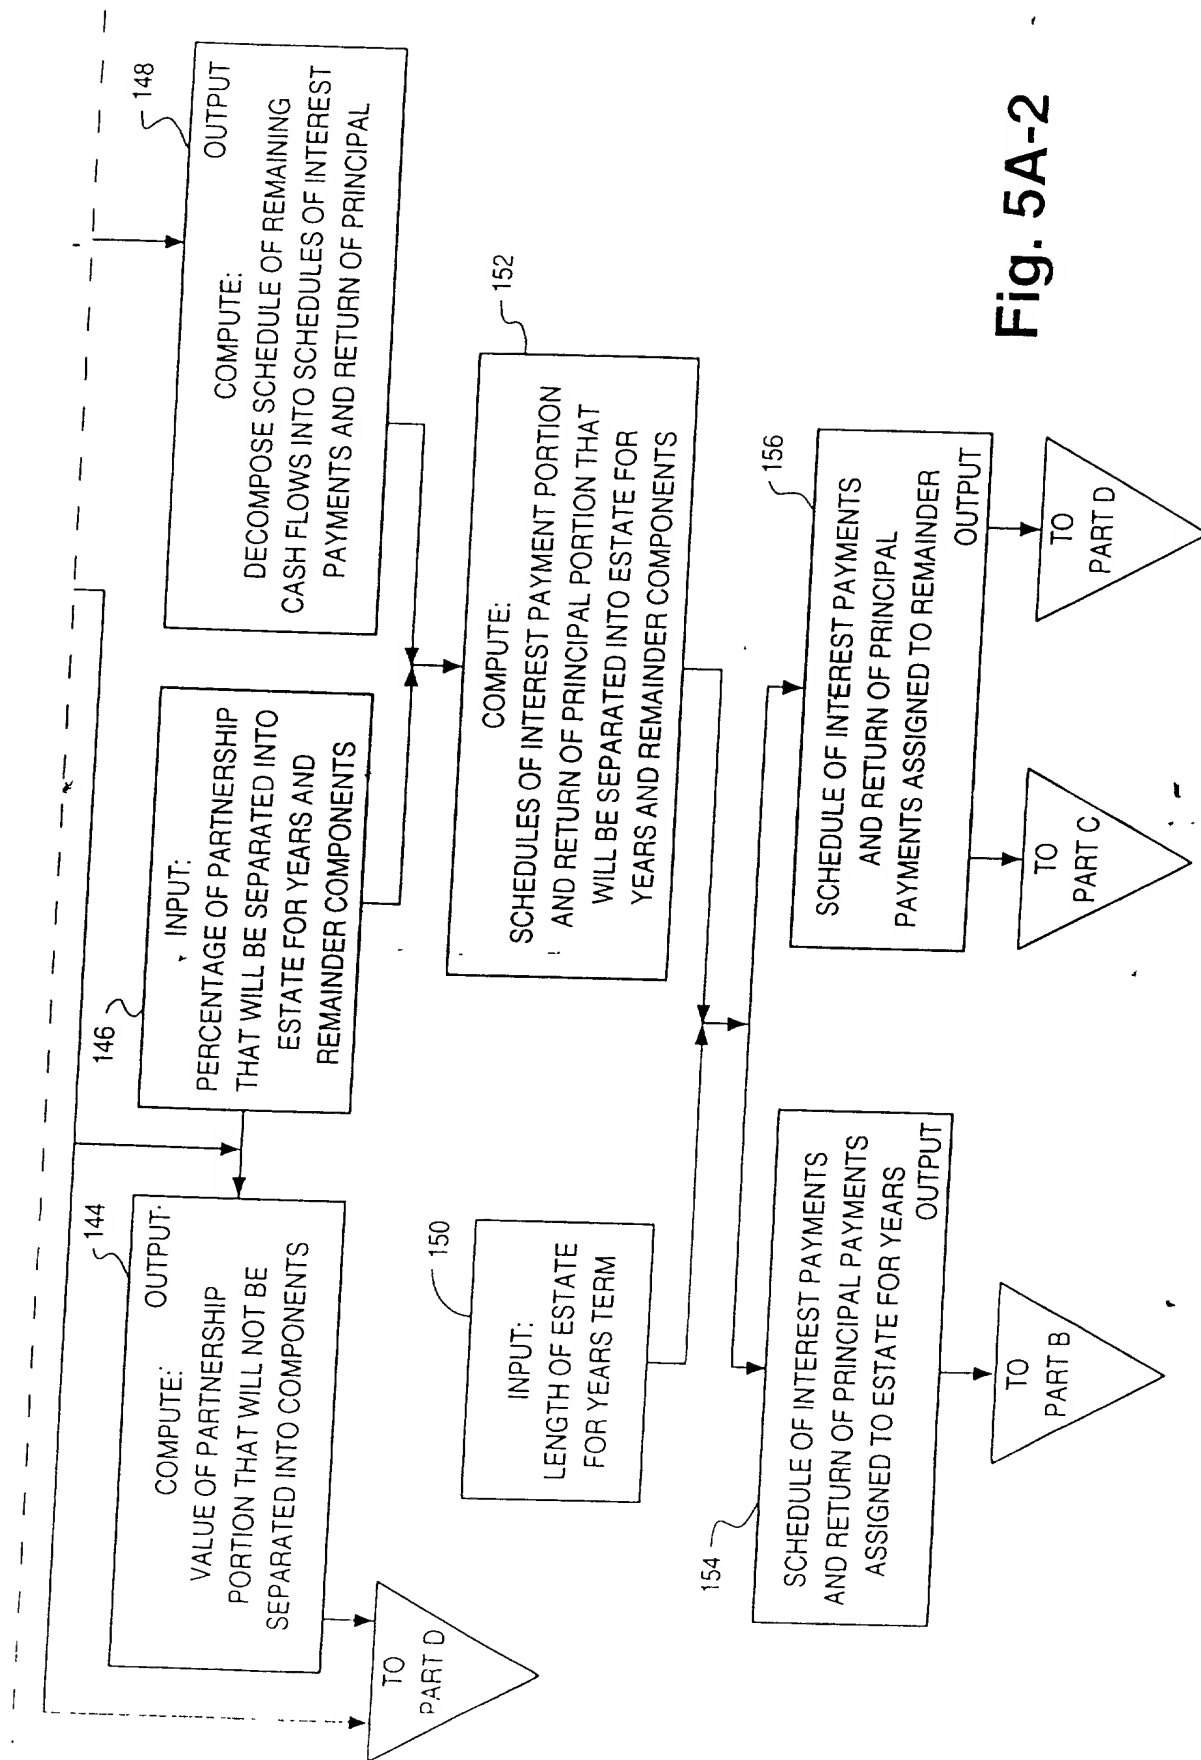 144
COMPUTE: OUTPUT:
VALUE OF PARTNERSHIP
PORTION THAT WILL NOT BE
SEPARATED INTO COMPONENTS
TO
PART D
146
INPUT:
PERCENTAGE OF PARTNERSHIP
THAT WILL BE SEPARATED INTO
ESTATE FOR YEARS AND
REMAINDER COMPONENTS
148
OUTPUT
COMPUTE:
DECOMPOSE SCHEDULE OF REMAINING
CASH FLOWS INTO SCHEDULES OF INTEREST
PAYMENTS AND RETURN OF PRINCIPAL
150
INPUT:
LENGTH OF ESTATE
FOR YEARS TERM
152
COMPUTE:
SCHEDULES OF INTEREST PAYMENT PORTION
AND RETURN OF PRINCIPAL PORTION THAT
WILL BE SEPARATED INTO ESTATE FOR
YEARS AND REMAINDER COMPONENTS
154
SCHEDULE OF INTEREST PAYMENTS
AND RETURN OF PRINCIPAL PAYMENTS
ASSIGNED TO ESTATE FOR YEARS
OUTPUT
TO
PART B
156
SCHEDULE OF INTEREST PAYMENTS
AND RETURN OF PRINCIPAL
PAYMENTS ASSIGNED TO REMAINDER
OUTPUT
TO
PART C
TO
PART D
Fig. 5A-2